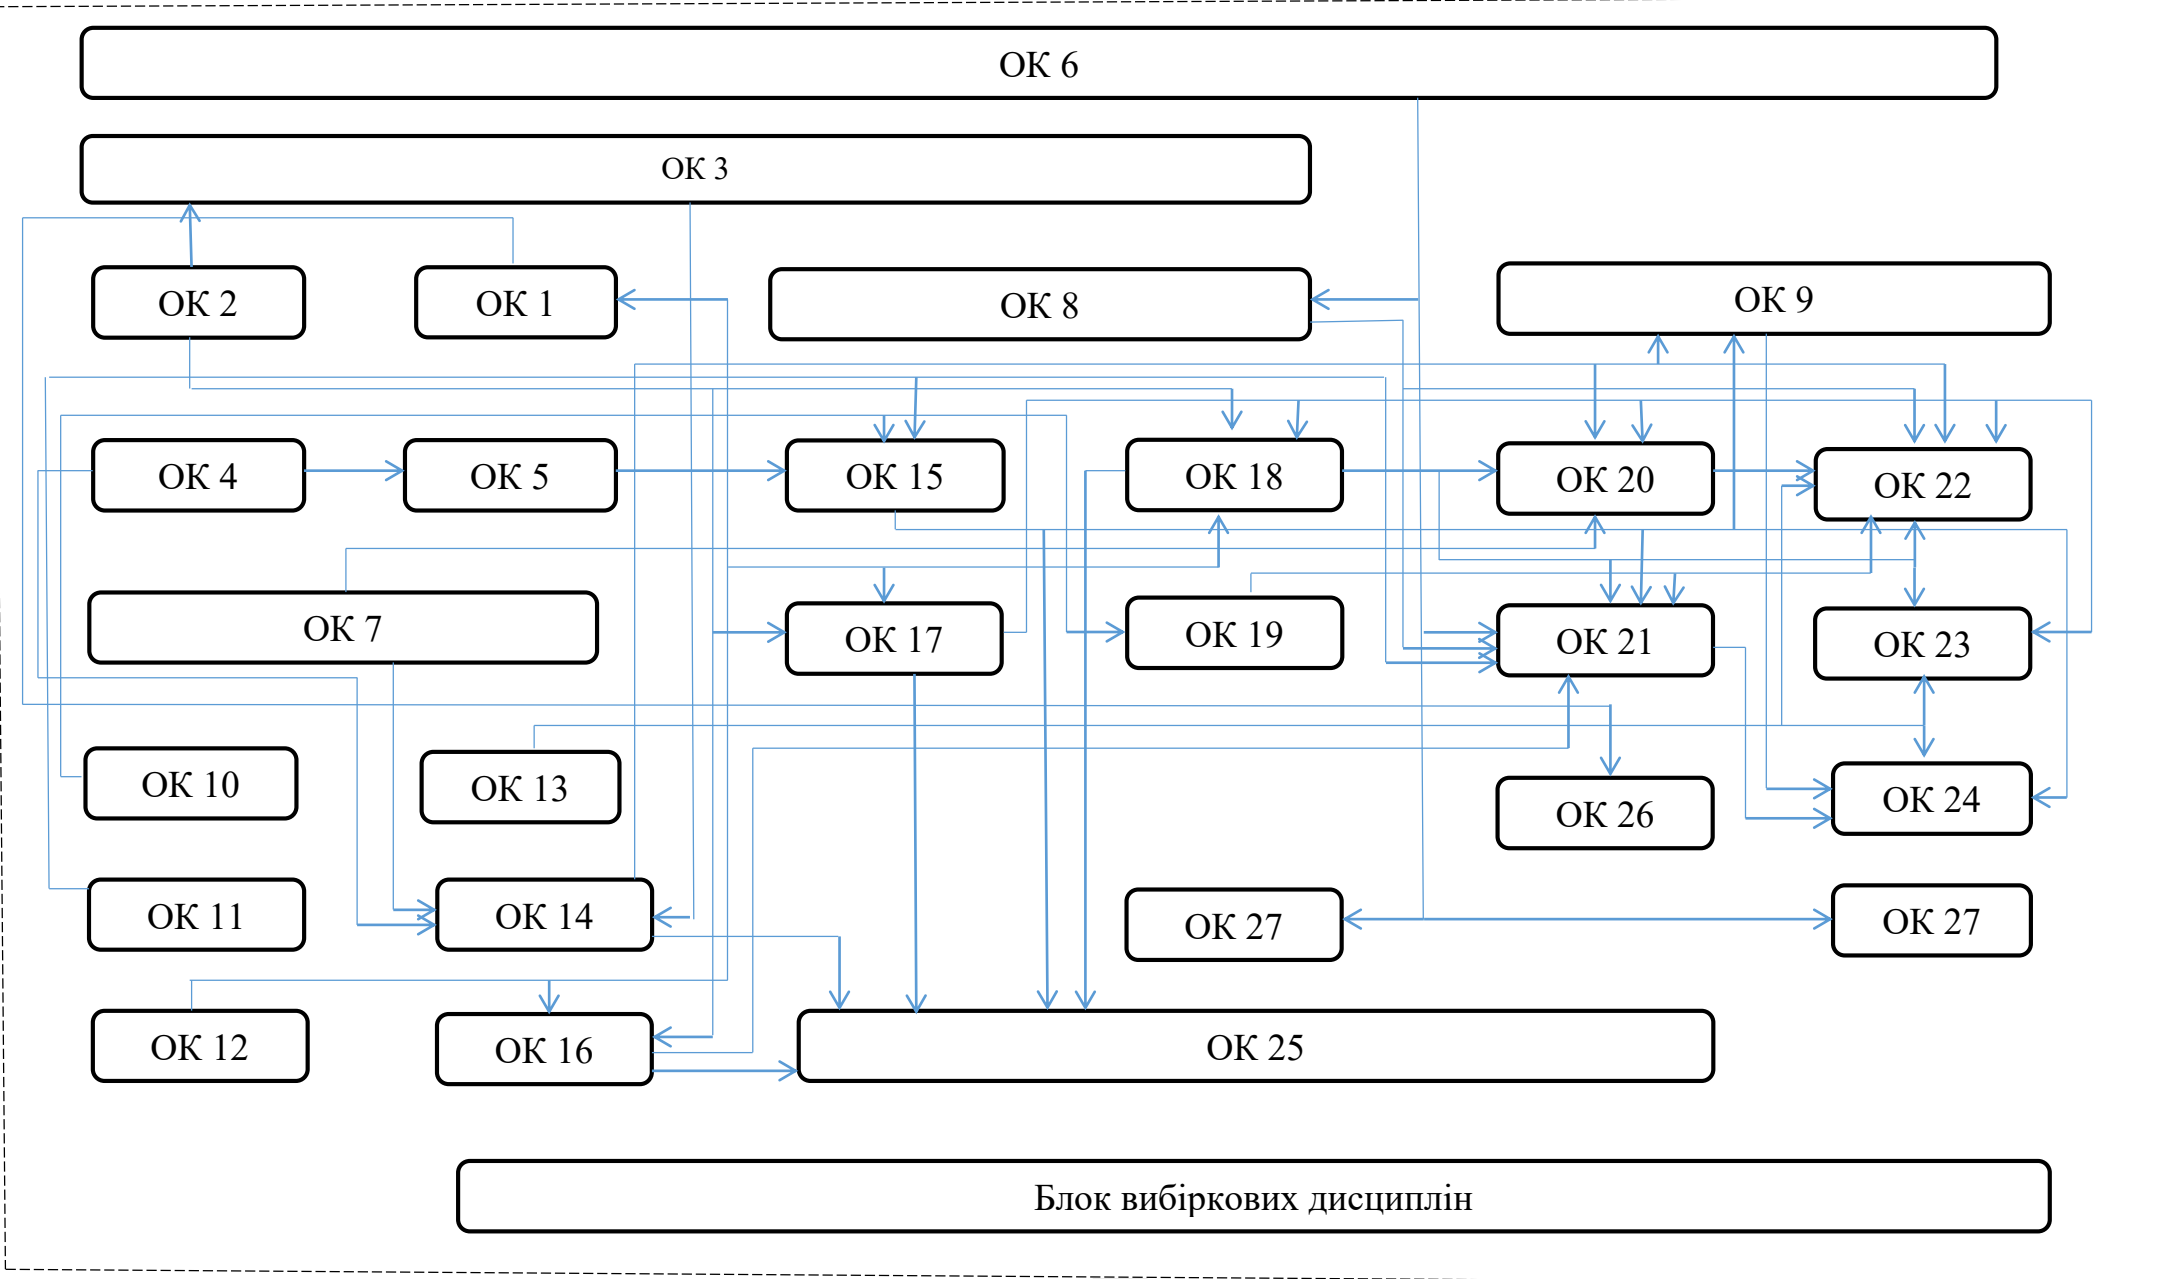 ОК 6
ОК 3
ОК 2
ОК 1
ОК 8
ОК 9
ОК 4
ОК 5
ОК 15
ОК 18
ОК 20
ОК 22
ОК 7
ОК 17
ОК 19
ОК 21
ОК 23
ОК 10
ОК 13
ОК 26
ОК 24
ОК 11
ОК 14
ОК 27
ОК 27
ОК 12
ОК 16
ОК 25
Блок вибіркових дисциплін